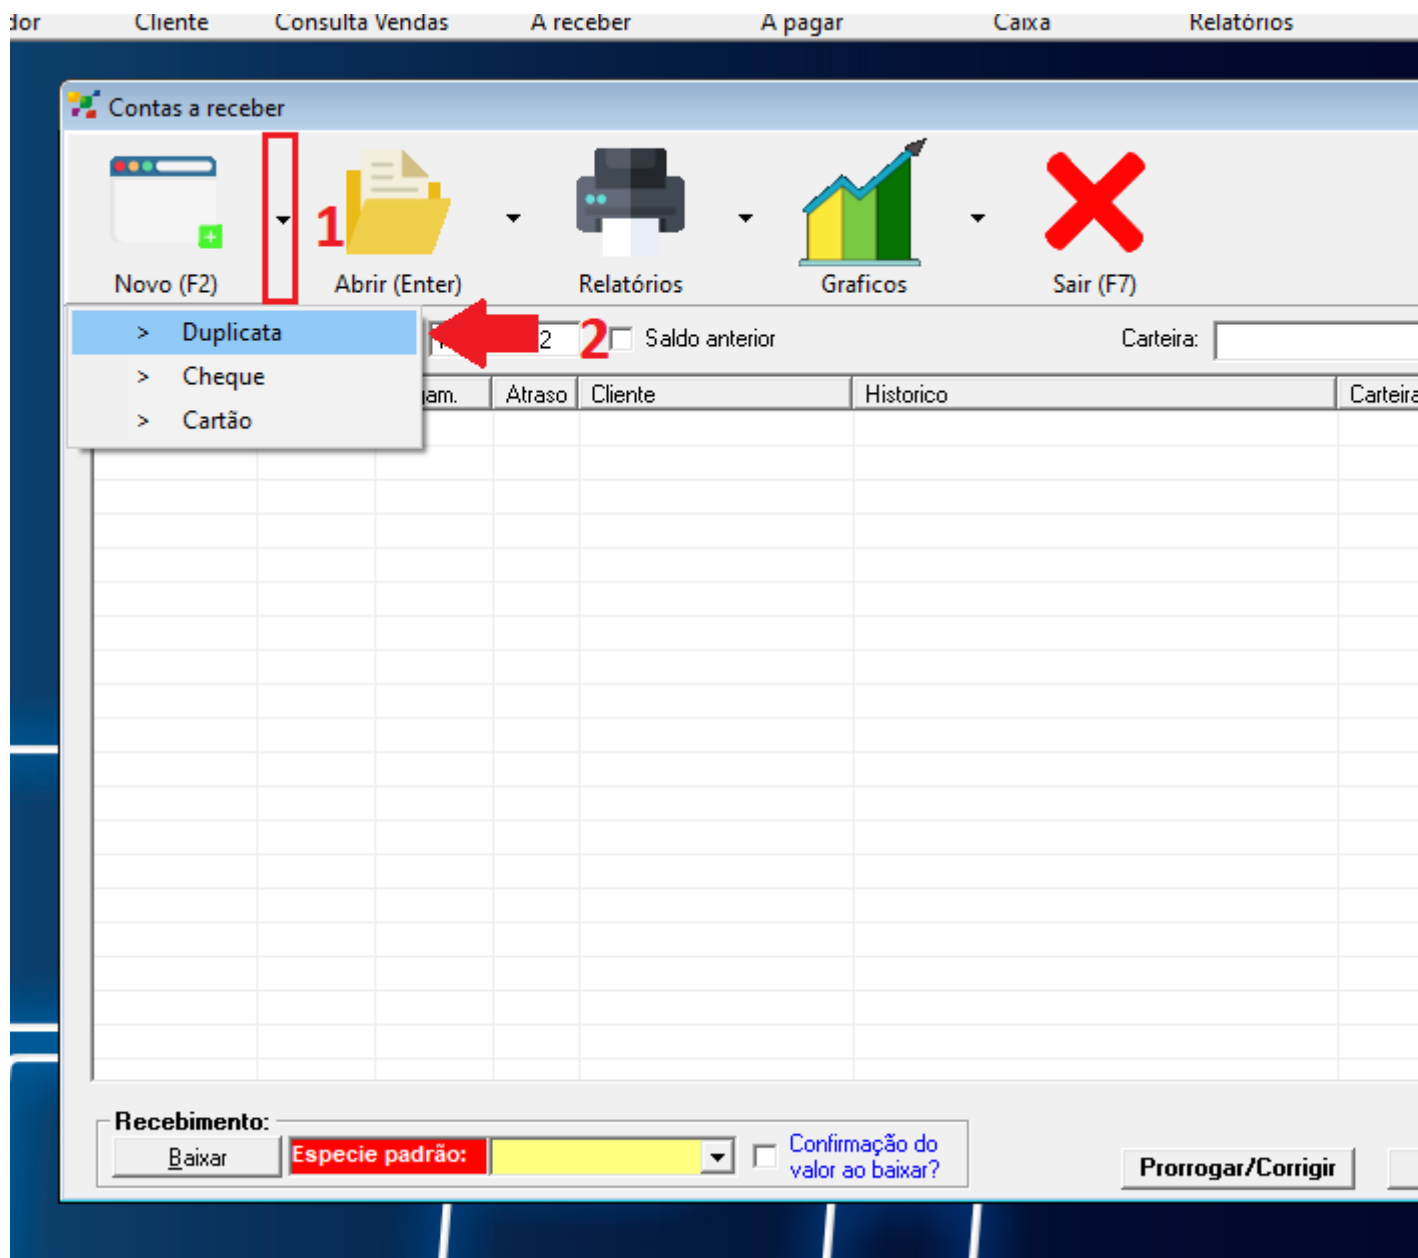 dor Cliente Consulta Vendas A receber A pagar Caixa Relatórios
Contas a receber
1
Novo (F2) Abrir (Enter) Relatórios Graficos Sair (F7)
> Duplicata 2 2 Saldo anterior Carteira:
> Cheque
gam. Atraso Cliente Historico Carteira
> Cartão
Recebimento:
Baixar Especie padrão: Confirmação do
valor ao baixar?
Prorrogar/Corrigir